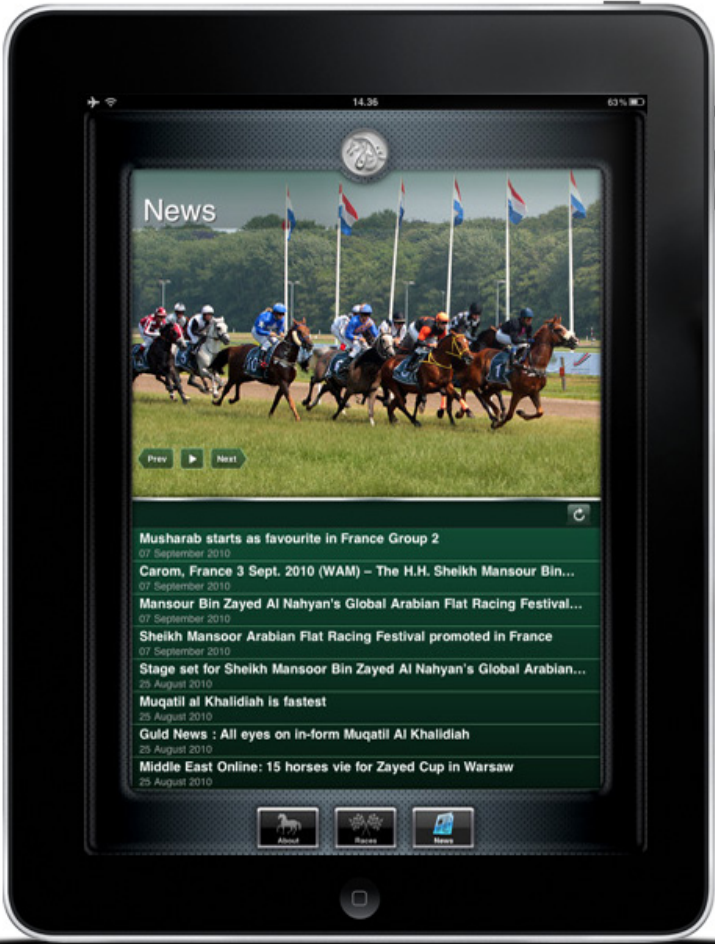 14.36
63%
News
Prev
Next
Musharab starts as favourite in France Group 2
07 September 2010
Carom, France 3 Sept. 2010 (WAM) – The H.H. Sheikh Mansour Bin...
07 September 2010
Mansour Bin Zayed Al Nahyan's Global Arabian Flat Racing Festival...
07 September 2010
Sheikh Mansoor Arabian Flat Racing Festival promoted in France
07 September 2010
Stage set for Sheikh Mansoor Bin Zayed Al Nahyan's Global Arabian...
25 August 2010
Muqatil al Khalidiah is fastest
25 August 2010
Guld News : All eyes on in-form Muqatil Al Khalidiah
25 August 2010
Middle East Online: 15 horses vie for Zayed Cup in Warsaw
25 August 2010
About
Races
News